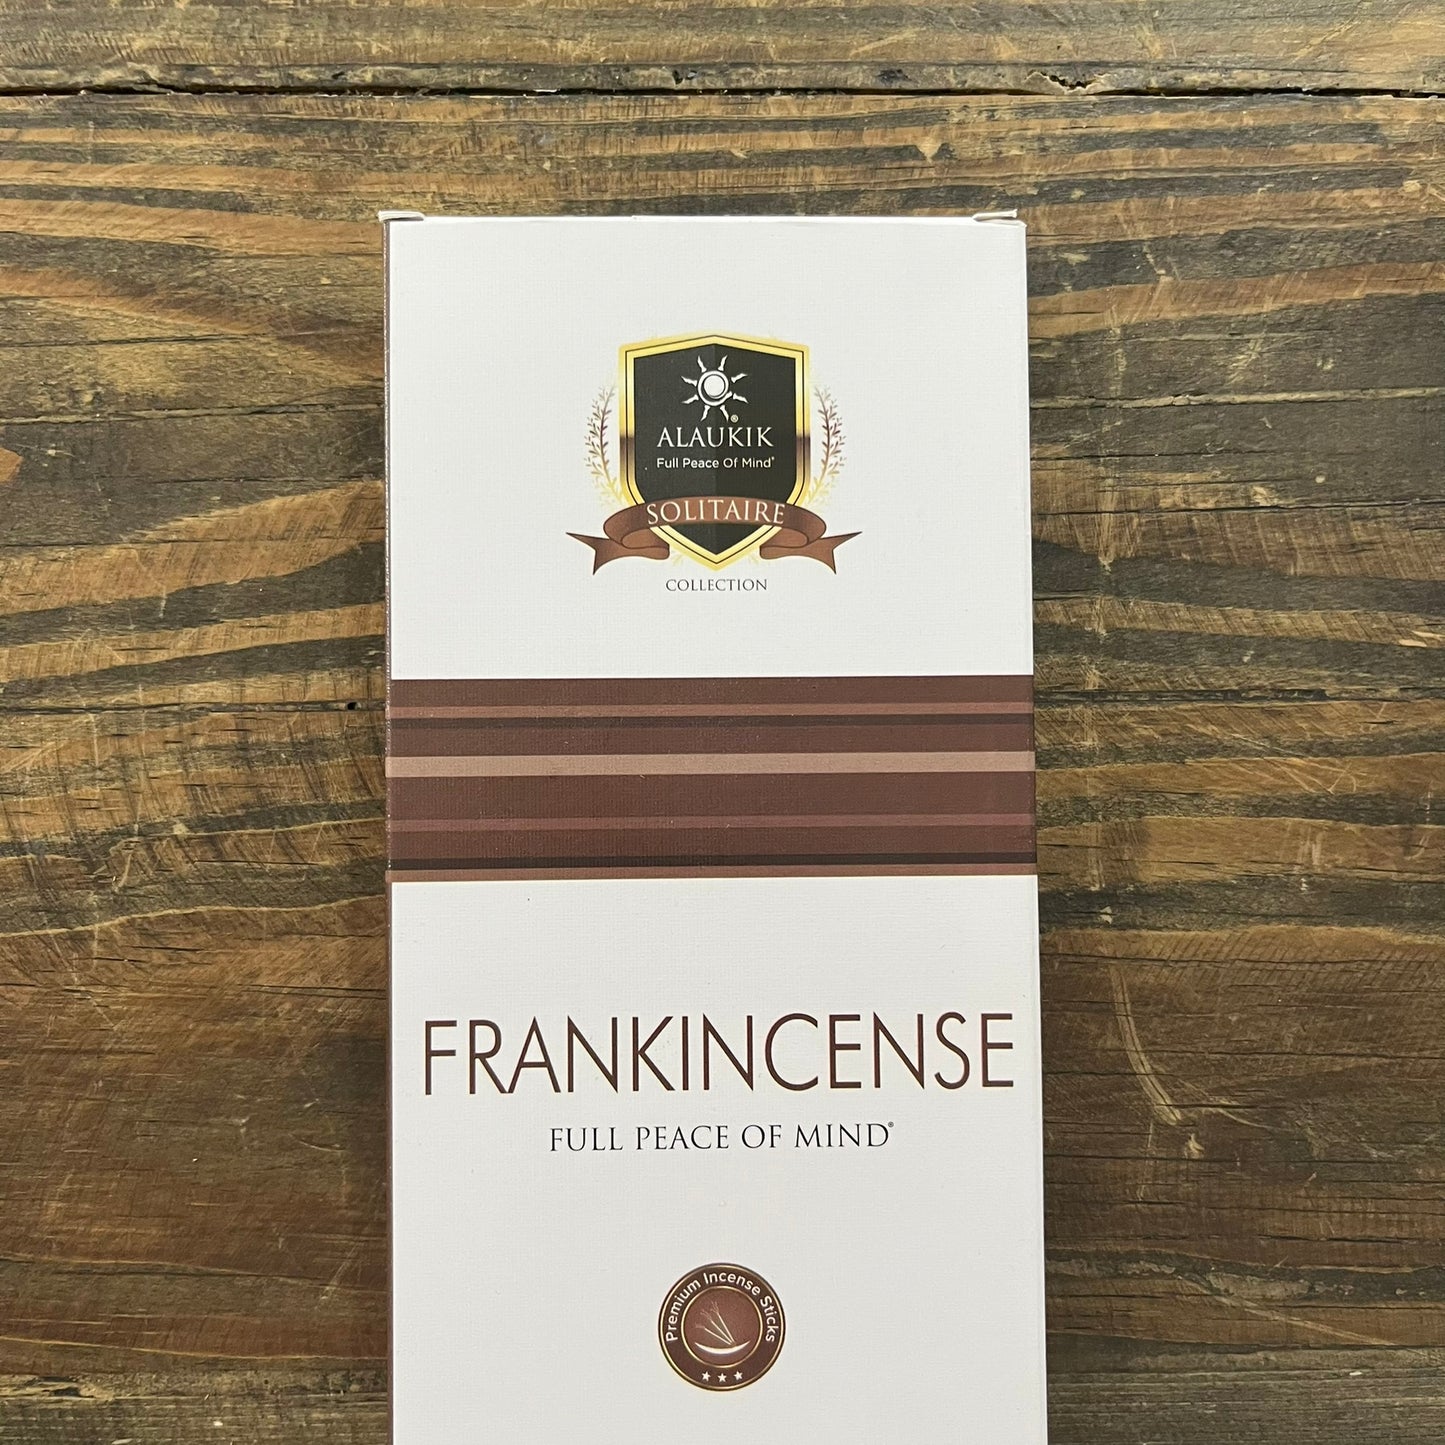 ®
ALAUKIK
Full Peace Of Mind®
SOLITAIRE
COLLECTION
FRANKINCENSE
FULL PEACE OF MIND®
Premium Incense Sticks